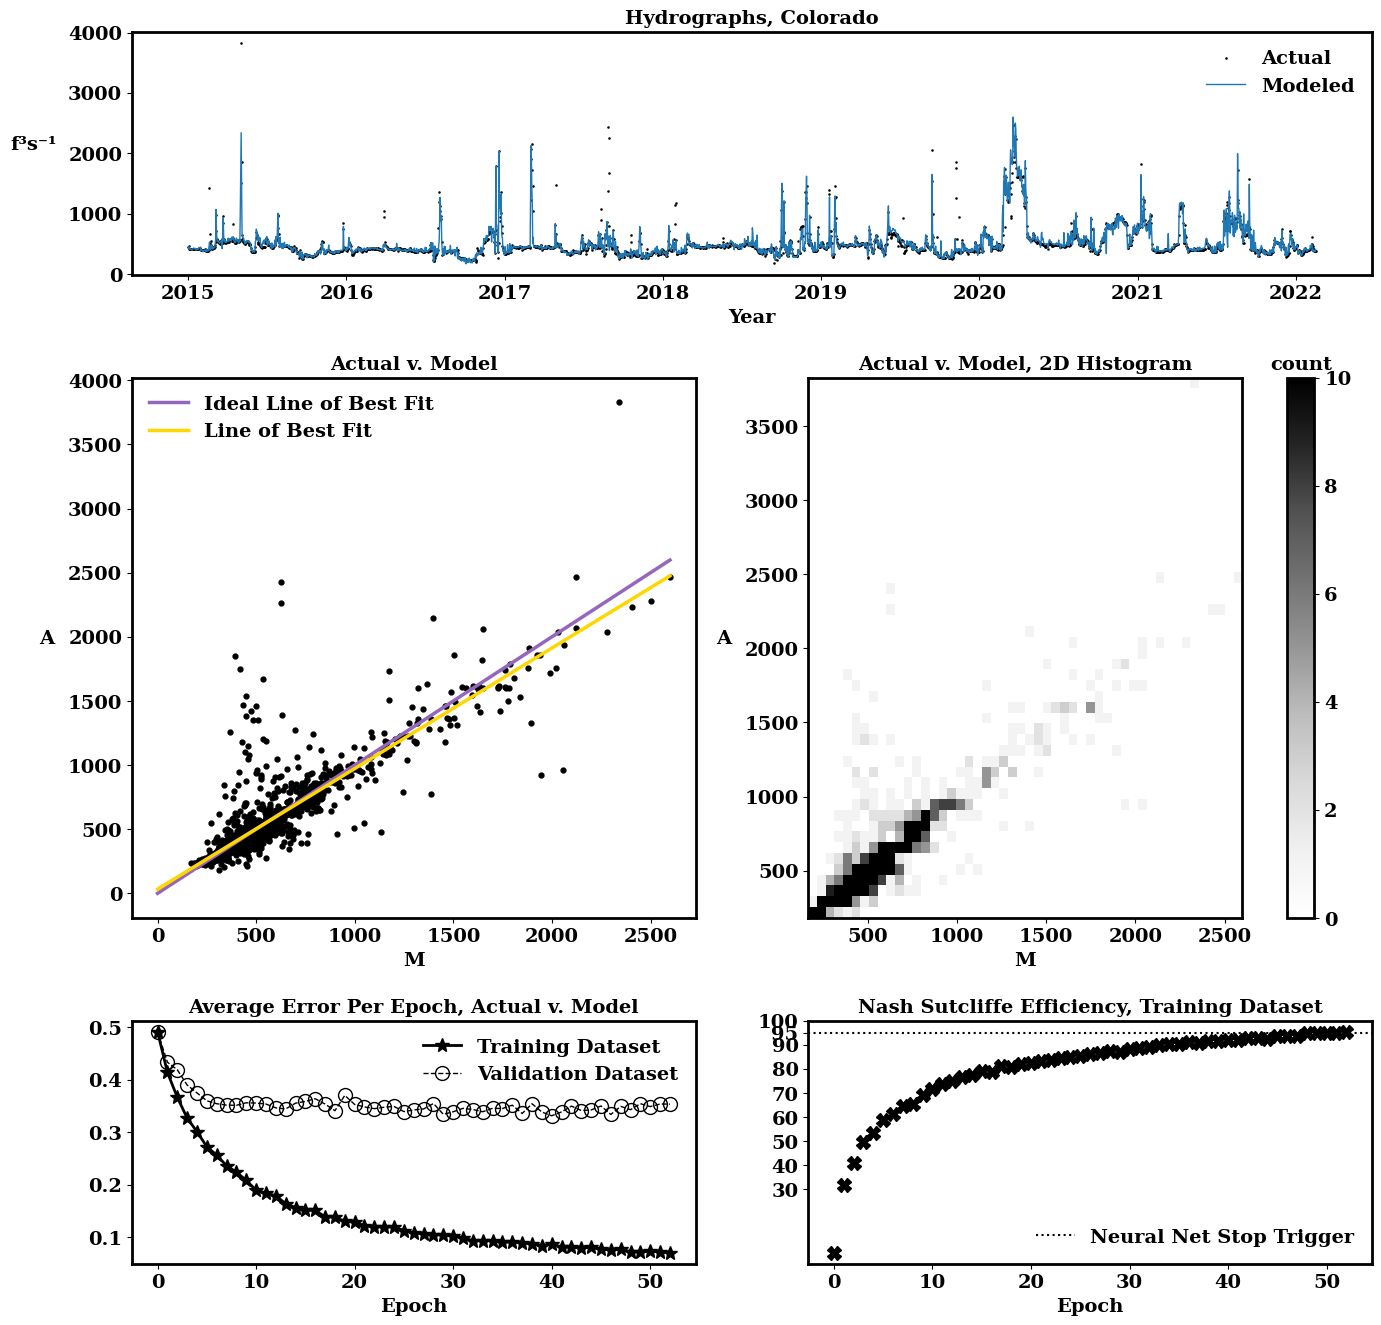 Hydrographs, Colorado
4000
3000
f³s⁻¹
2000
1000
0
Actual
Modeled
2015 2016 2017 2018 2019 2020 2021 2022
Year
Actual v. Model
4000
3500
3000
2500
2000
A
1500
1000
500
0
Ideal Line of Best Fit
Line of Best Fit
0 500 1000 1500 2000 2500
M
Actual v. Model, 2D Histogram
3500
3000
2500
2000
A
1500
1000
500
500 1000 1500 2000 2500
M
count
10
8
6
4
2
0
Average Error Per Epoch, Actual v. Model
0.5
0.4
0.3
0.2
0.1
Training Dataset
Validation Dataset
0 10 20 30 40 50
Epoch
Nash Sutcliffe Efficiency, Training Dataset
100
95
90
80
70
60
50
40
30
Neural Net Stop Trigger
0 10 20 30 40 50
Epoch